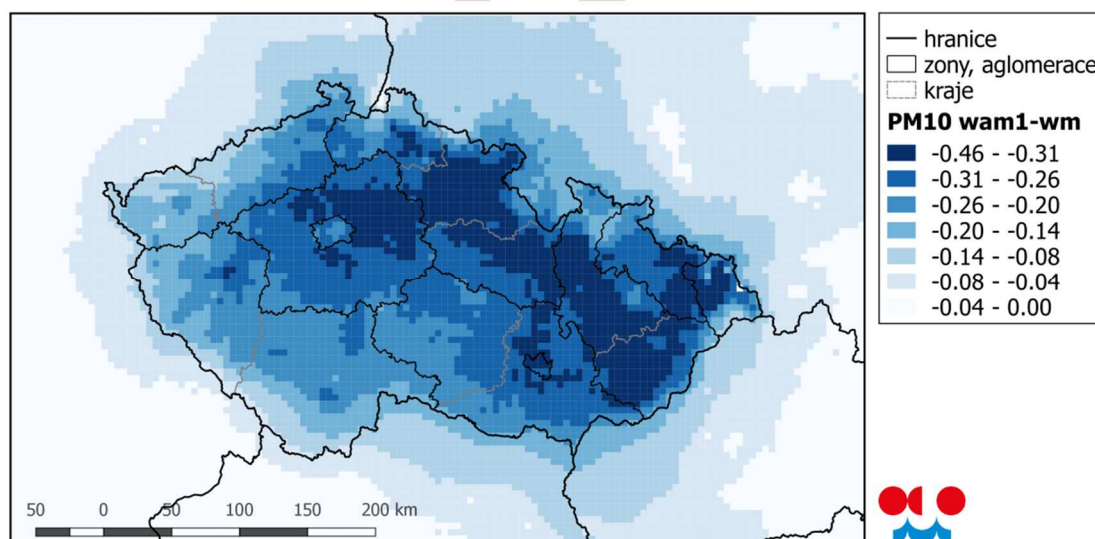 hranice
zony, aglomerace
kraje
PM10 wam1-wm
-0.46 - -0.31
-0.31 - -0.26
-0.26 - -0.20
-0.20 - -0.14
-0.14 - -0.08
-0.08 - -0.04
-0.04 - 0.00
50 0 50 100 150 200 km